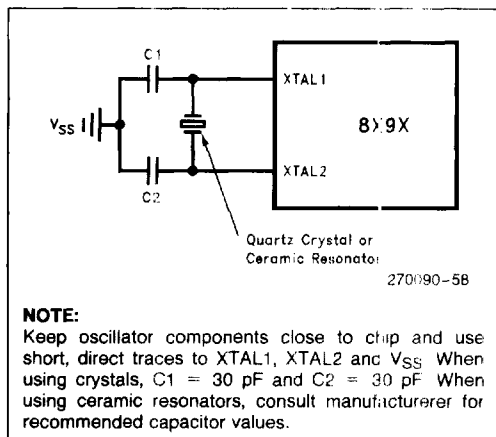 C1
XTAL1
VSS
8X9X
XTAL2
C2
Quartz Crystal or
Ceramic Resonator
270090-58
NOTE:
Keep oscillator components close to chip and use
short, direct traces to XTAL1, XTAL2 and VSS. When
using crystals, C1 = 30 pF and C2 = 30 pF. When
using ceramic resonators, consult manufacturerer for
recommended capacitor values.